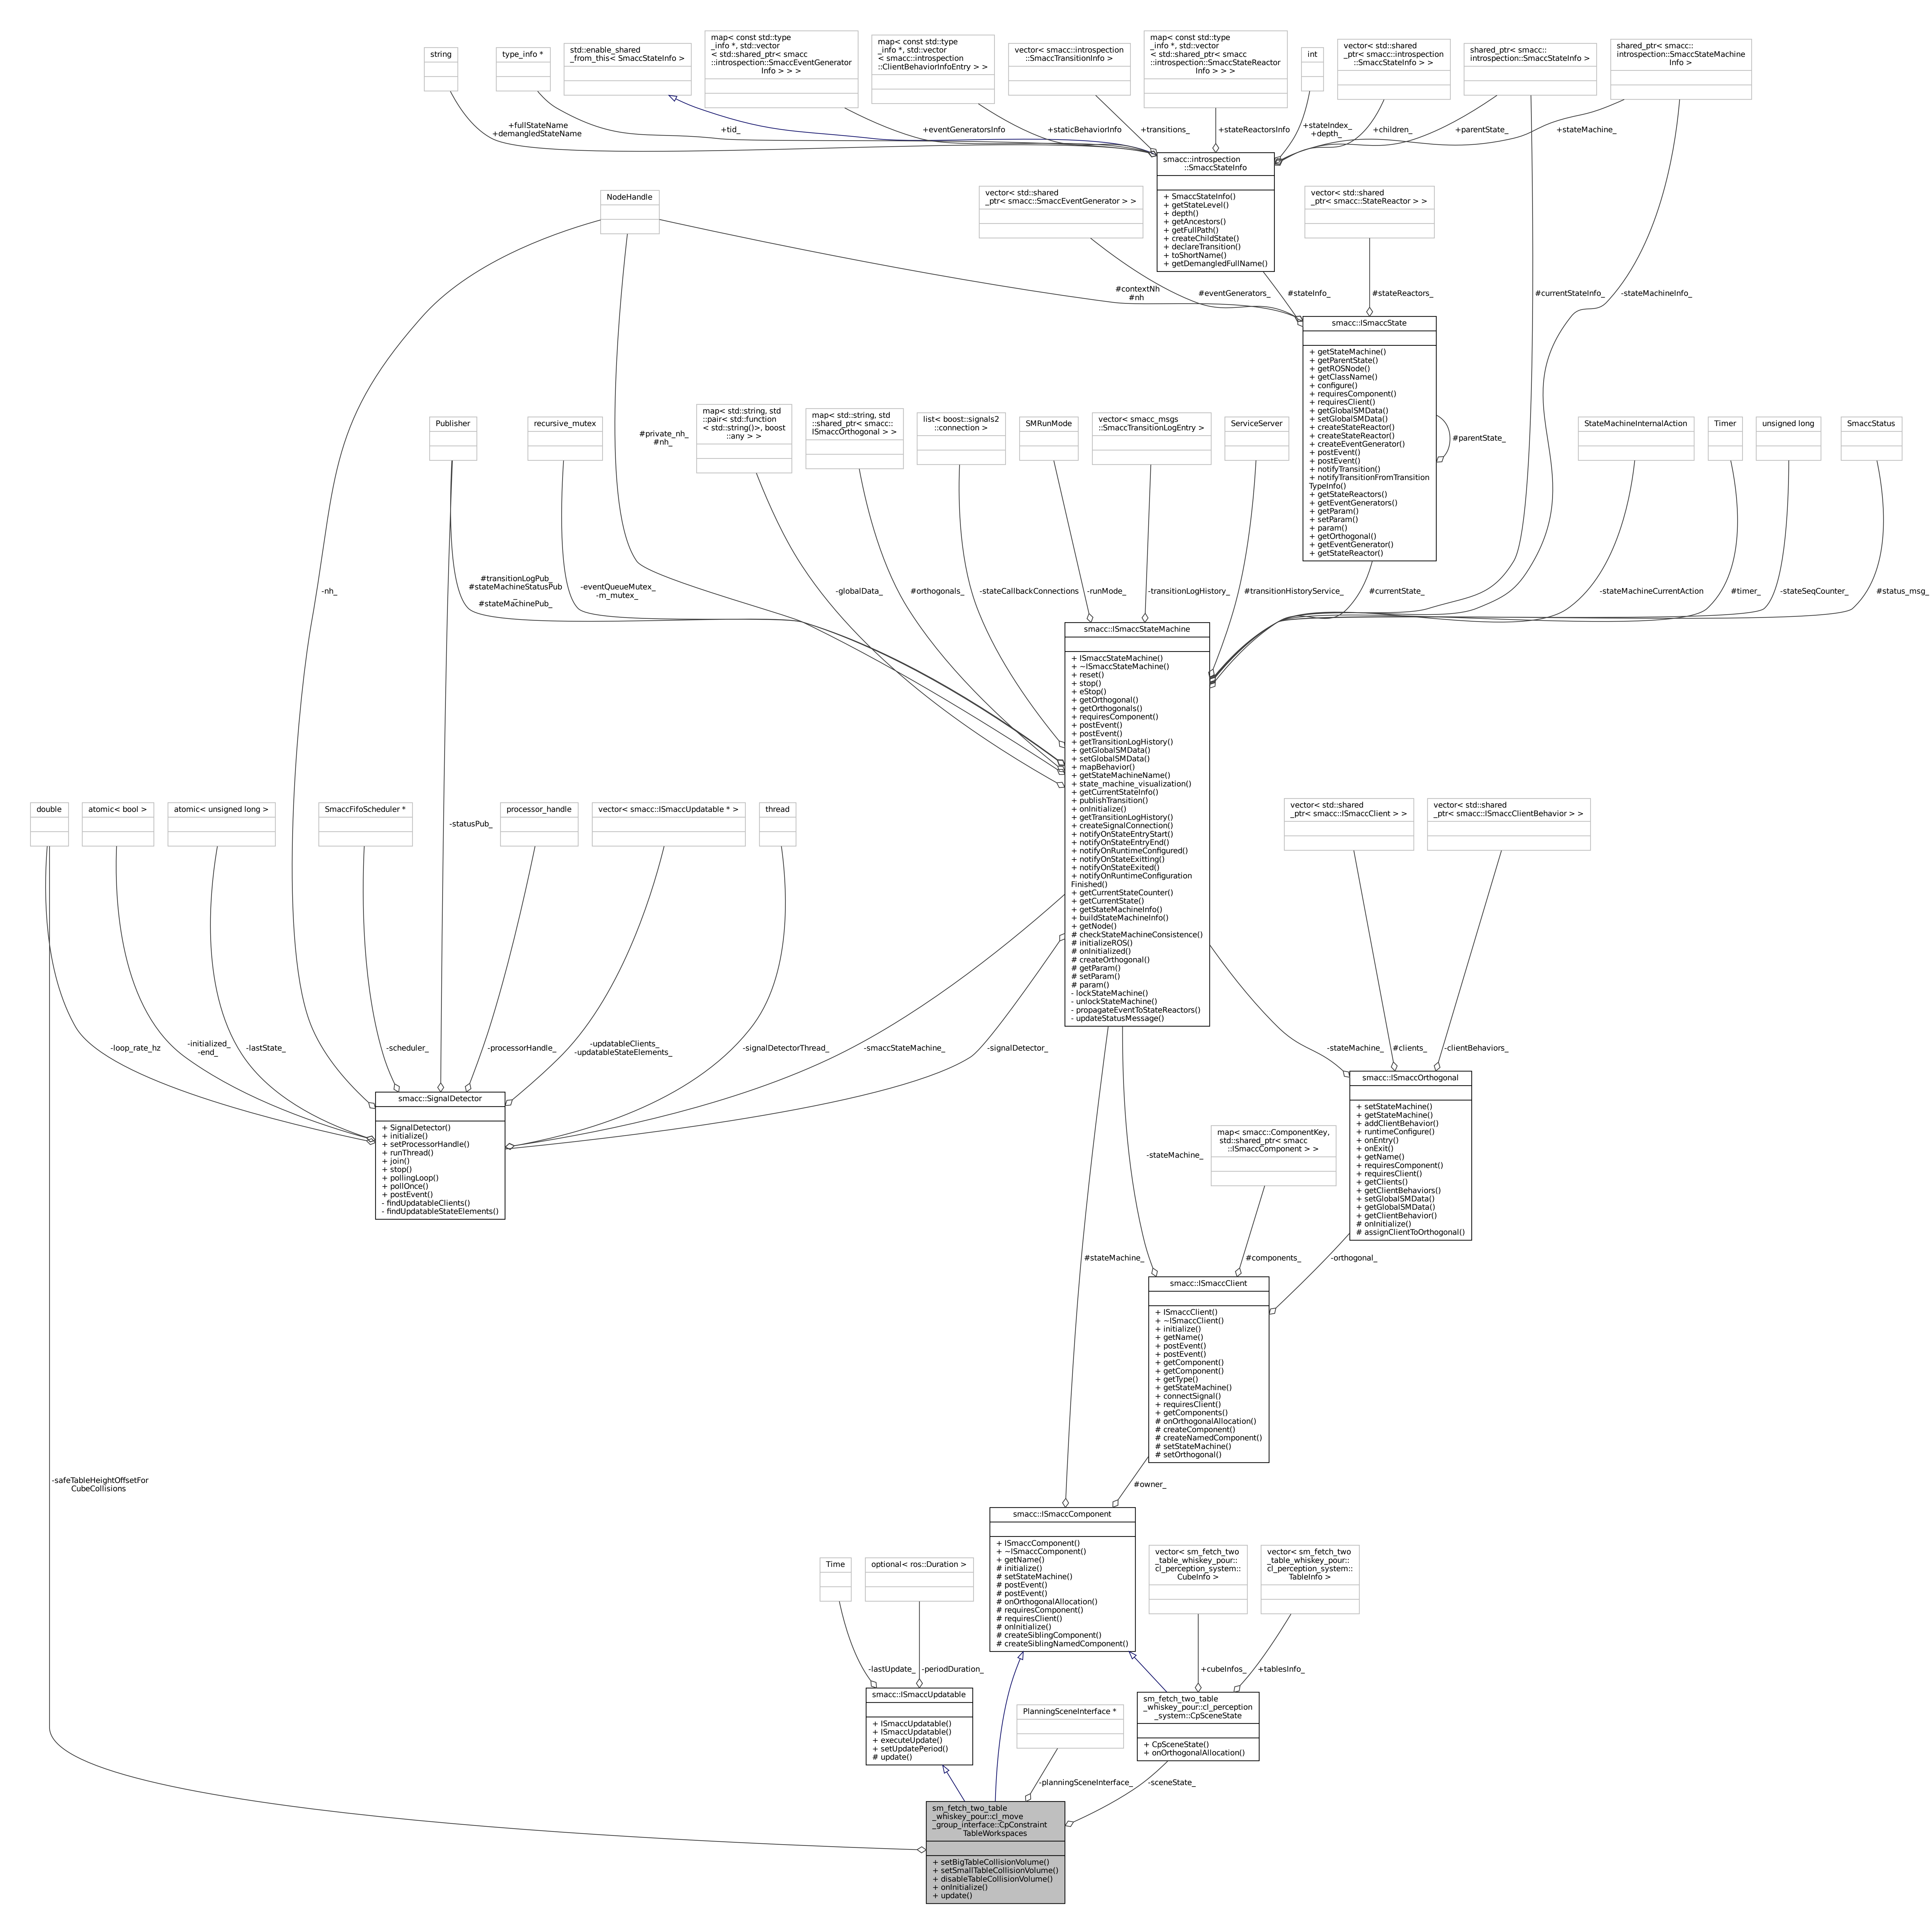 string
type_info *
std::enable_shared
_from_this< SmaccStateInfo >
map< const std::type
_info *, std::vector
< std::shared_ptr< smacc
::introspection::SmaccEventGenerator
Info > > >
map< const std::type
_info *, std::vector
< smacc::introspection
::ClientBehaviorInfoEntry > >
vector< smacc::introspection
::SmaccTransitionInfo >
map< const std::type
_info *, std::vector
< std::shared_ptr< smacc
::introspection::SmaccStateReactor
Info > > >
int
vector< std::shared
_ptr< smacc::introspection
::SmaccStateInfo > >
shared_ptr< smacc::
introspection::SmaccStateInfo >
shared_ptr< smacc::
introspection::SmaccStateMachine
Info >
+fullStateName
+demangledStateName
+tid_
+eventGeneratorsInfo
+staticBehaviorInfo
+transitions_
+stateReactorsInfo
+stateIndex_
+depth_
+children_
+parentState_
+stateMachine_
smacc::introspection
::SmaccStateInfo
+ SmaccStateInfo()
+ getStateLevel()
+ depth()
+ getAncestors()
+ getFullPath()
+ createChildState()
+ declareTransition()
+ toShortName()
+ getDemangledFullName()
NodeHandle
vector< std::shared
_ptr< smacc::SmaccEventGenerator > >
vector< std::shared
_ptr< smacc::StateReactor > >
#contextNh
#nh
#eventGenerators_
#stateInfo_
#stateReactors_
#currentStateInfo_
-stateMachineInfo_
smacc::ISmaccState
+ getStateMachine()
+ getParentState()
+ getROSNode()
+ getClassName()
+ configure()
+ requiresComponent()
+ requiresClient()
+ getGlobalSMData()
+ setGlobalSMData()
+ createStateReactor()
+ createStateReactor()
+ createEventGenerator()
+ postEvent()
+ postEvent()
+ notifyTransition()
+ notifyTransitionFromTransition
TypeInfo()
+ getStateReactors()
+ getEventGenerators()
+ getParam()
+ setParam()
+ param()
+ getOrthogonal()
+ getEventGenerator()
+ getStateReactor()
#parentState_
Publisher
recursive_mutex
#private_nh_
#nh_
map< std::string, std
::pair< std::function
< std::string()>, boost
::any > >
map< std::string, std
::shared_ptr< smacc::
ISmaccOrthogonal > >
list< boost::signals2
::connection >
SMRunMode
vector< smacc_msgs
::SmaccTransitionLogEntry >
ServiceServer
StateMachineInternalAction
Timer
unsigned long
SmaccStatus
-nh_
#transitionLogPub_
#stateMachineStatusPub
_
#stateMachinePub_
-eventQueueMutex_
-m_mutex_
-globalData_
#orthogonals_
-stateCallbackConnections
-runMode_
-transitionLogHistory_
#transitionHistoryService_
#currentState_
-stateMachineCurrentAction
#timer_
-stateSeqCounter_
#status_msg_
smacc::ISmaccStateMachine
+ ISmaccStateMachine()
+ ~ISmaccStateMachine()
+ reset()
+ stop()
+ eStop()
+ getOrthogonal()
+ getOrthogonals()
+ requiresComponent()
+ postEvent()
+ postEvent()
+ getTransitionLogHistory()
+ getGlobalSMData()
+ setGlobalSMData()
+ mapBehavior()
+ getStateMachineName()
+ state_machine_visualization()
+ getCurrentStateInfo()
+ publishTransition()
+ onInitialize()
+ getTransitionLogHistory()
+ createSignalConnection()
+ notifyOnStateEntryStart()
+ notifyOnStateEntryEnd()
+ notifyOnRuntimeConfigured()
+ notifyOnStateExitting()
+ notifyOnStateExited()
+ notifyOnRuntimeConfiguration
Finished()
+ getCurrentStateCounter()
+ getCurrentState()
+ getStateMachineInfo()
+ buildStateMachineInfo()
+ getNode()
# checkStateMachineConsistence()
# initializeROS()
# onInitialized()
# createOrthogonal()
# getParam()
# setParam()
# param()
- lockStateMachine()
- unlockStateMachine()
- propagateEventToStateReactors()
- updateStatusMessage()
double
atomic< bool >
atomic< unsigned long >
SmaccFifoScheduler *
-statusPub_
processor_handle
vector< smacc::ISmaccUpdatable * >
thread
vector< std::shared
_ptr< smacc::ISmaccClient > >
vector< std::shared
_ptr< smacc::ISmaccClientBehavior > >
-loop_rate_hz
-initialized_
-end_
-lastState_
-scheduler_
-processorHandle_
-updatableClients_
-updatableStateElements_
-signalDetectorThread_
-smaccStateMachine_
-signalDetector_
-stateMachine_
#clients_
-clientBehaviors_
smacc::SignalDetector
+ SignalDetector()
+ initialize()
+ setProcessorHandle()
+ runThread()
+ join()
+ stop()
+ pollingLoop()
+ pollOnce()
+ postEvent()
- findUpdatableClients()
- findUpdatableStateElements()
smacc::ISmaccOrthogonal
+ setStateMachine()
+ getStateMachine()
+ addClientBehavior()
+ runtimeConfigure()
+ onEntry()
+ onExit()
+ getName()
+ requiresComponent()
+ requiresClient()
+ getClients()
+ getClientBehaviors()
+ setGlobalSMData()
+ getGlobalSMData()
+ getClientBehavior()
# onInitialize()
# assignClientToOrthogonal()
-stateMachine_
map< smacc::ComponentKey,
std::shared_ptr< smacc
::ISmaccComponent > >
#stateMachine_
#components_
-orthogonal_
smacc::ISmaccClient
+ ISmaccClient()
+ ~ISmaccClient()
+ initialize()
+ getName()
+ postEvent()
+ postEvent()
+ getComponent()
+ getComponent()
+ getType()
+ getStateMachine()
+ connectSignal()
+ requiresClient()
+ getComponents()
# onOrthogonalAllocation()
# createComponent()
# createNamedComponent()
# setStateMachine()
# setOrthogonal()
-safeTableHeightOffsetFor
CubeCollisions
#owner_
smacc::ISmaccComponent
+ ISmaccComponent()
+ ~ISmaccComponent()
+ getName()
# initialize()
# setStateMachine()
# postEvent()
# postEvent()
# onOrthogonalAllocation()
# requiresComponent()
# requiresClient()
# onInitialize()
# createSiblingComponent()
# createSiblingNamedComponent()
Time
optional< ros::Duration >
vector< sm_fetch_two
_table_whiskey_pour::
cl_perception_system::
CubeInfo >
vector< sm_fetch_two
_table_whiskey_pour::
cl_perception_system::
TableInfo >
-lastUpdate_
-periodDuration_
+cubeInfos_
+tablesInfo_
smacc::ISmaccUpdatable
+ ISmaccUpdatable()
+ ISmaccUpdatable()
+ executeUpdate()
+ setUpdatePeriod()
# update()
PlanningSceneInterface *
sm_fetch_two_table
_whiskey_pour::cl_perception
_system::CpSceneState
+ CpSceneState()
+ onOrthogonalAllocation()
-planningSceneInterface_
-sceneState_
sm_fetch_two_table
_whiskey_pour::cl_move
_group_interface::CpConstraint
TableWorkspaces
+ setBigTableCollisionVolume()
+ setSmallTableCollisionVolume()
+ disableTableCollisionVolume()
+ onInitialize()
+ update()